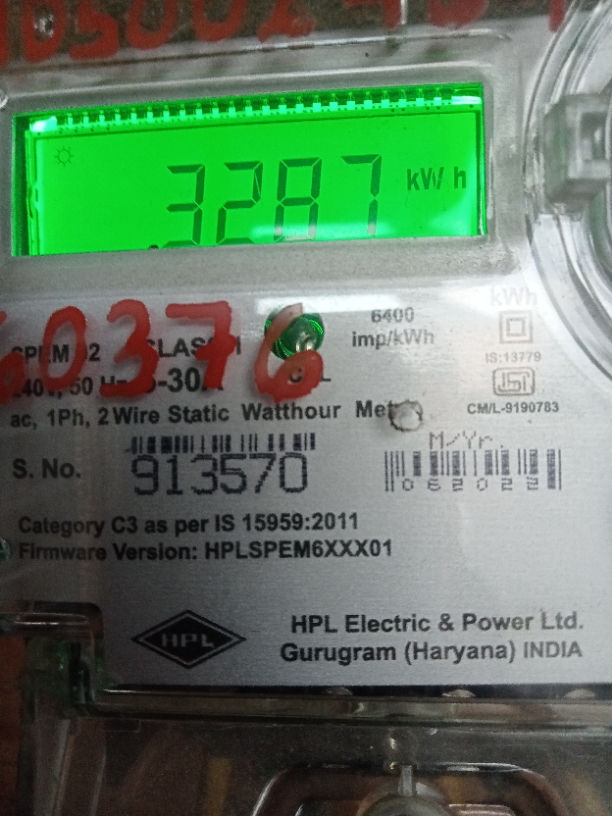 .3287 kWh
60376
6400
imp/kWh
kWh
IS:13779
CM/L-9190783
ac, 1Ph, 2 Wire Static Watthour
S. No.
913570
M/Yr.
062022
Category C3 as per IS 15959:2011
Firmware Version: HPLSPEM6XXX01
HPL
HPL Electric & Power Ltd.
Gurugram (Haryana) INDIA